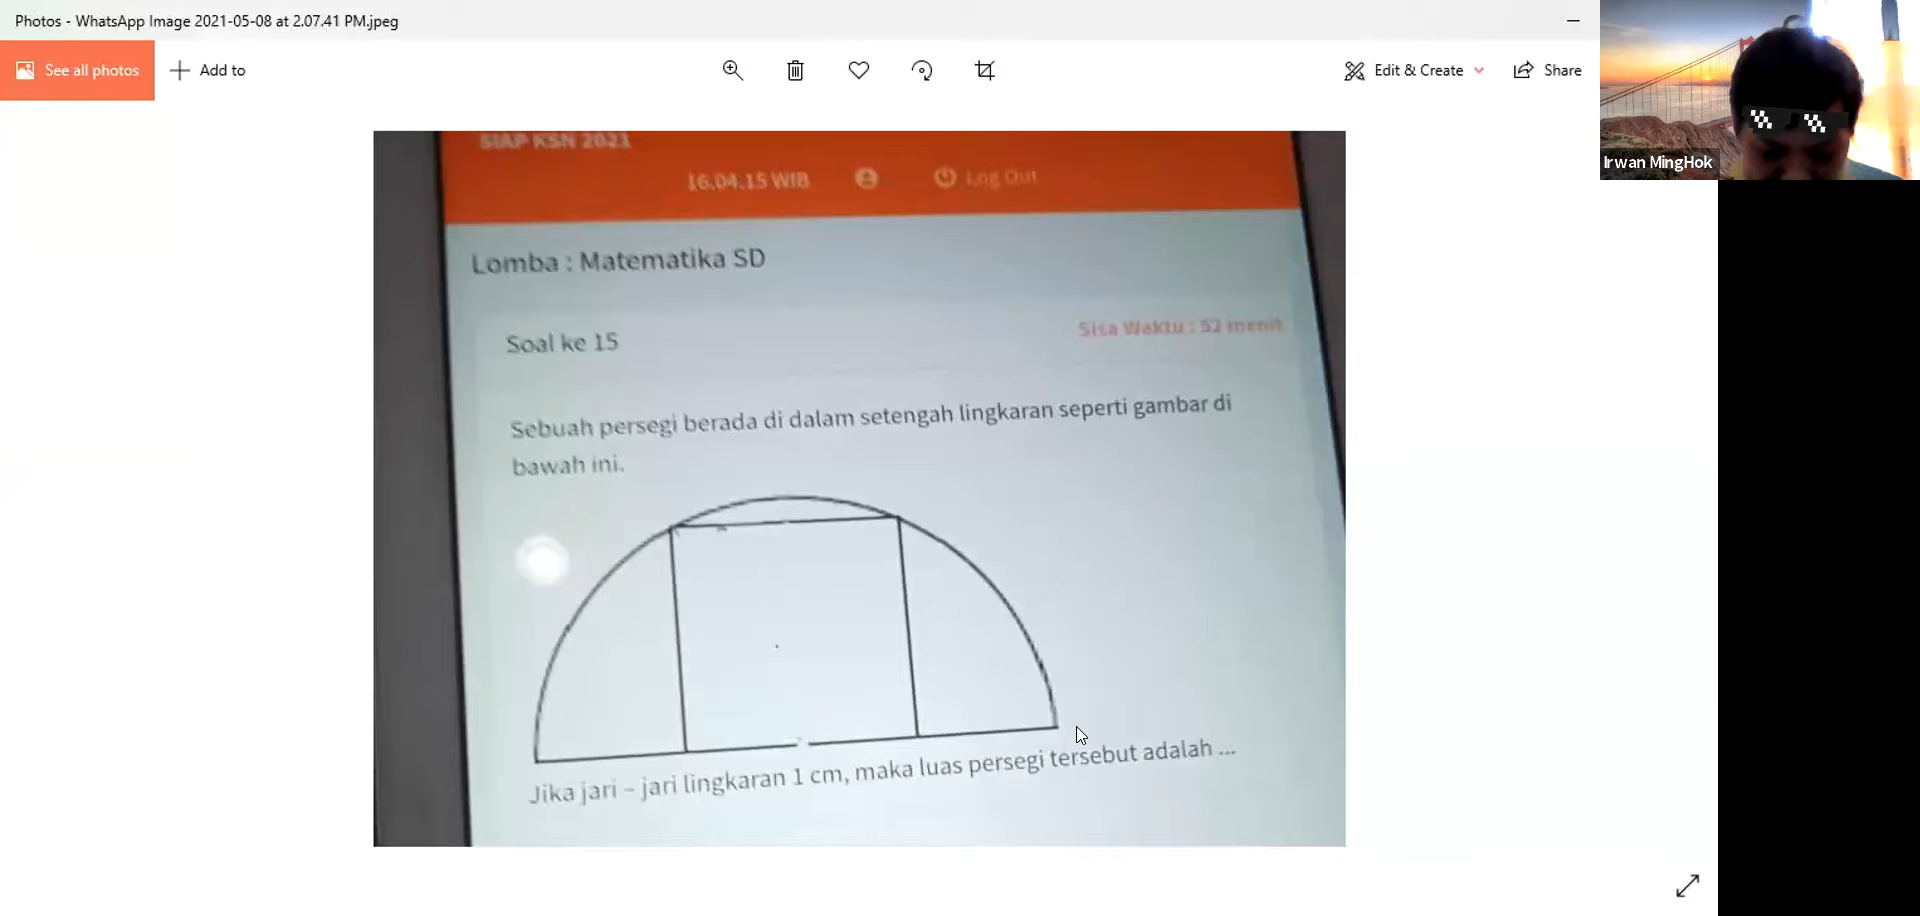 Photos - WhatsApp Image 2021-05-08 at 2.07.41 PM.jpeg
See all photos
Add to
Edit & Create
Share
Irwan MingHok
SIAP KSN 2021
16.04.15 WIB
Log Out
Lomba : Matematika SD
Soal ke 15
Sisa Waktu : 52 menit
Sebuah persegi berada di dalam setengah lingkaran seperti gambar di
bawah ini.
Jika jari – jari lingkaran 1 cm, maka luas persegi tersebut adalah ...